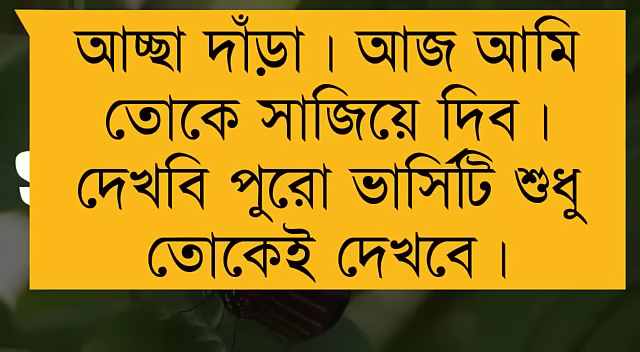 আচ্ছা দাঁড়া। আজ আমি
তোকে সাজিয়ে দিব।
দেখবি পুরো ভার্সিটি শুধু
তোকেই দেখবে।